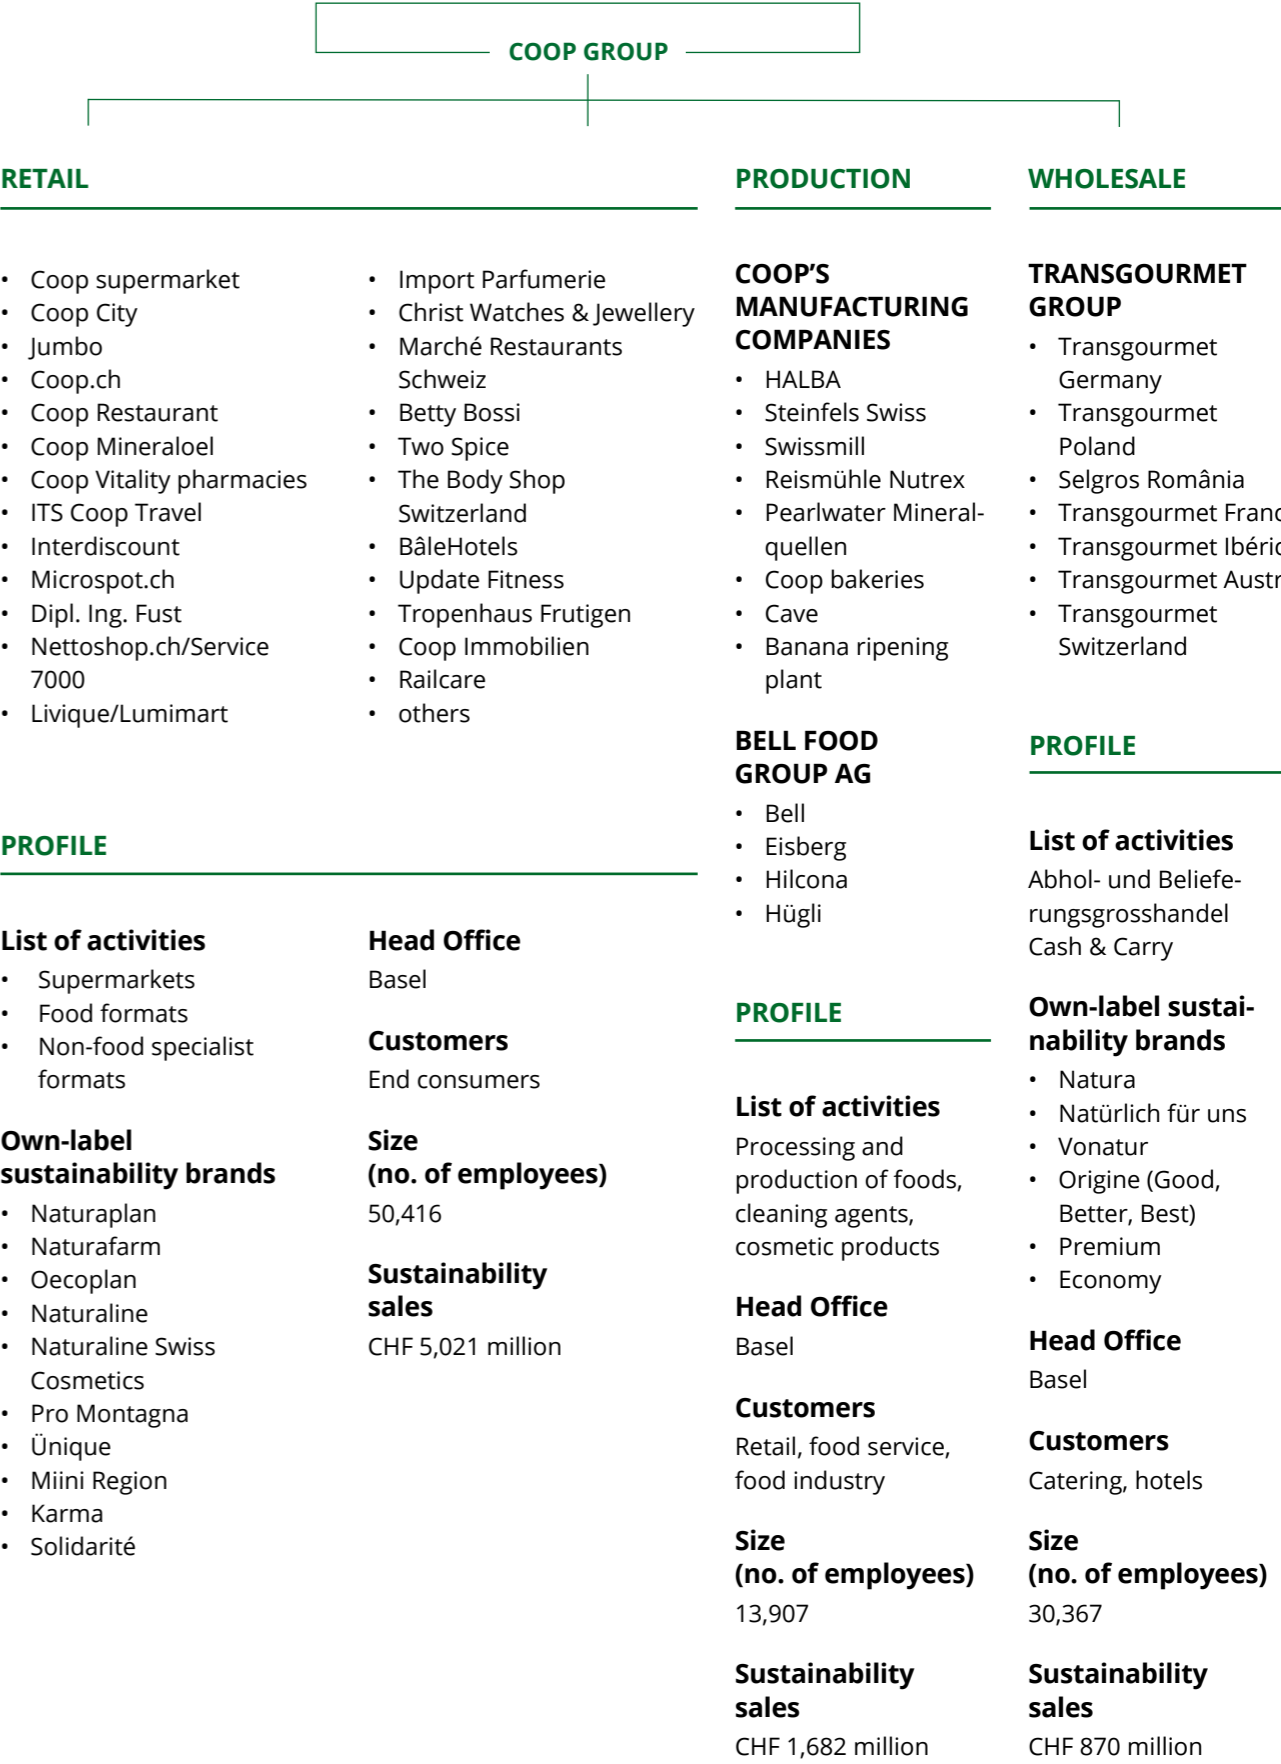 COOP GROUP
RETAIL
• Coop supermarket
• Coop City
• Jumbo
• Coop.ch
• Coop Restaurant
• Coop Mineraloel
• Coop Vitality pharmacies
• ITS Coop Travel
• Interdiscount
• Microspot.ch
• Dipl. Ing. Fust
• Nettoshop.ch/Service
7000
• Livique/Lumimart
• Import Parfumerie
• Christ Watches & Jewellery
• Marché Restaurants
Schweiz
• Betty Bossi
• Two Spice
• The Body Shop
Switzerland
• BâleHotels
• Update Fitness
• Tropenhaus Frutigen
• Coop Immobilien
• Railcare
• others
PROFILE
List of activities
• Supermarkets
• Food formats
• Non-food specialist
formats
Own-label
sustainability brands
• Naturaplan
• Naturafarm
• Oecoplan
• Naturaline
• Naturaline Swiss
Cosmetics
• Pro Montagna
• Ünique
• Miini Region
• Karma
• Solidarité
Head Office
Basel
Customers
End consumers
Size
(no. of employees)
50,416
Sustainability
sales
CHF 5,021 million
PRODUCTION
COOP'S
MANUFACTURING
COMPANIES
• HALBA
• Steinfels Swiss
• Swissmill
• Reismühle Nutrex
• Pearlwater Mineral-
quellen
• Coop bakeries
• Cave
• Banana ripening
plant
BELL FOOD
GROUP AG
• Bell
• Eisberg
• Hilcona
• Hügli
PROFILE
List of activities
Processing and
production of foods,
cleaning agents,
cosmetic products
Head Office
Basel
Customers
Retail, food service,
food industry
Size
(no. of employees)
13,907
Sustainability
sales
CHF 1,682 million
WHOLESALE
TRANSGOURMET
GROUP
• Transgourmet
Germany
• Transgourmet
Poland
• Selgros România
• Transgourmet
• Transgourmet
• Transgourmet
• Transgourmet
Switzerland
PROFILE
List of activities
Abhol- und Beliefe-
rungsgrosshandel
Cash & Carry
Own-label sustai-
nability brands
• Natura
• Natürlich für uns
• Vonatur
• Origine (Good,
Better, Best)
• Premium
• Economy
Head Office
Basel
Customers
Catering, hotels
Size
(no. of employees)
30,367
Sustainability
sales
CHF 870 million